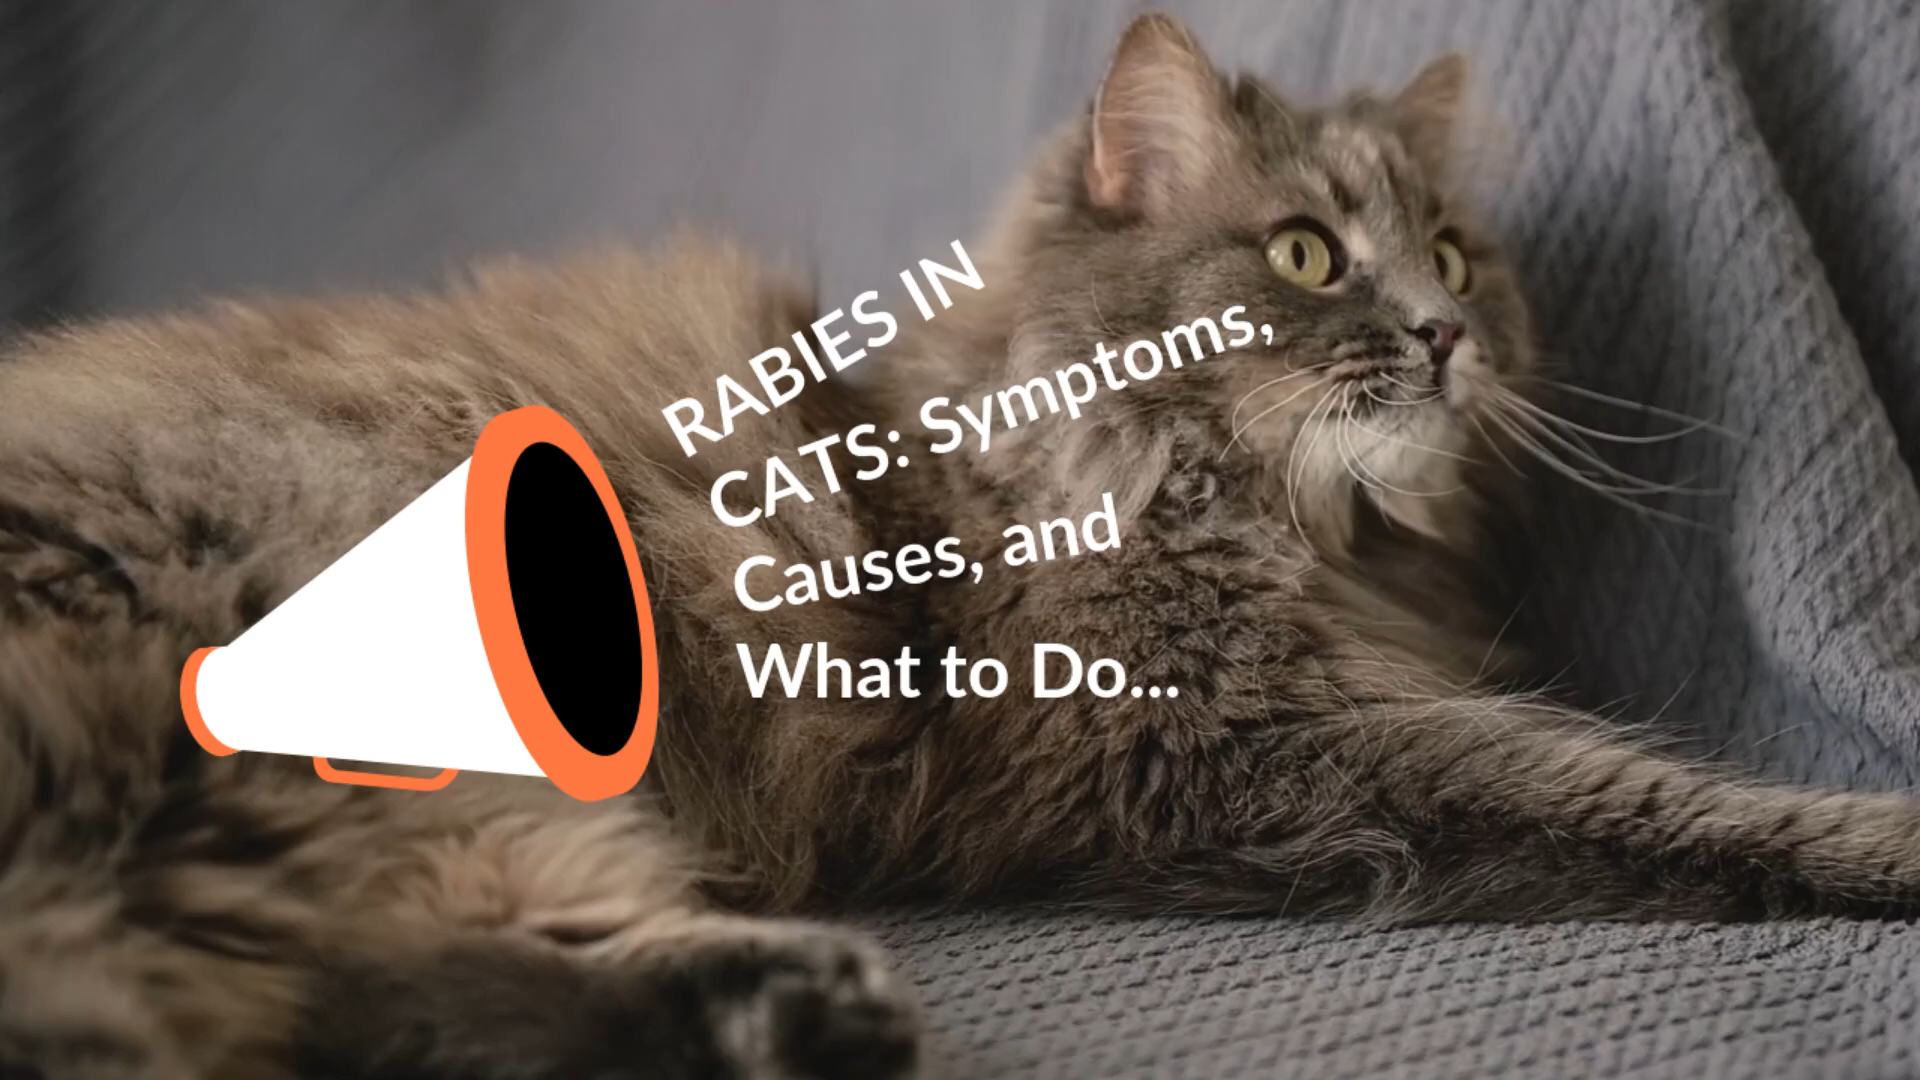 RABIES IN
CATS: Symptoms,
Causes, and
What to Do...